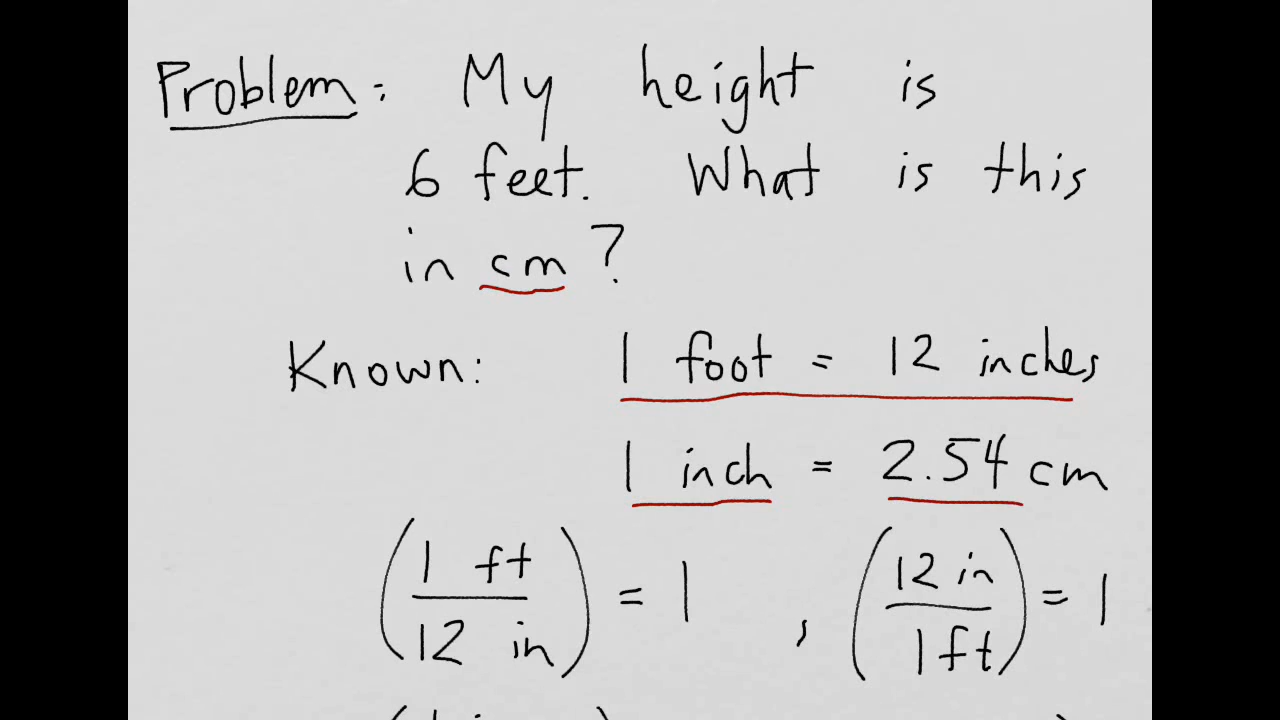 Problem: My height is
6 feet. What is this
in cm?
Known: 1 foot = 12 inches
1 inch = 2.54 cm
(1 ft / 12 in) = 1 , (12 in / 1 ft) = 1